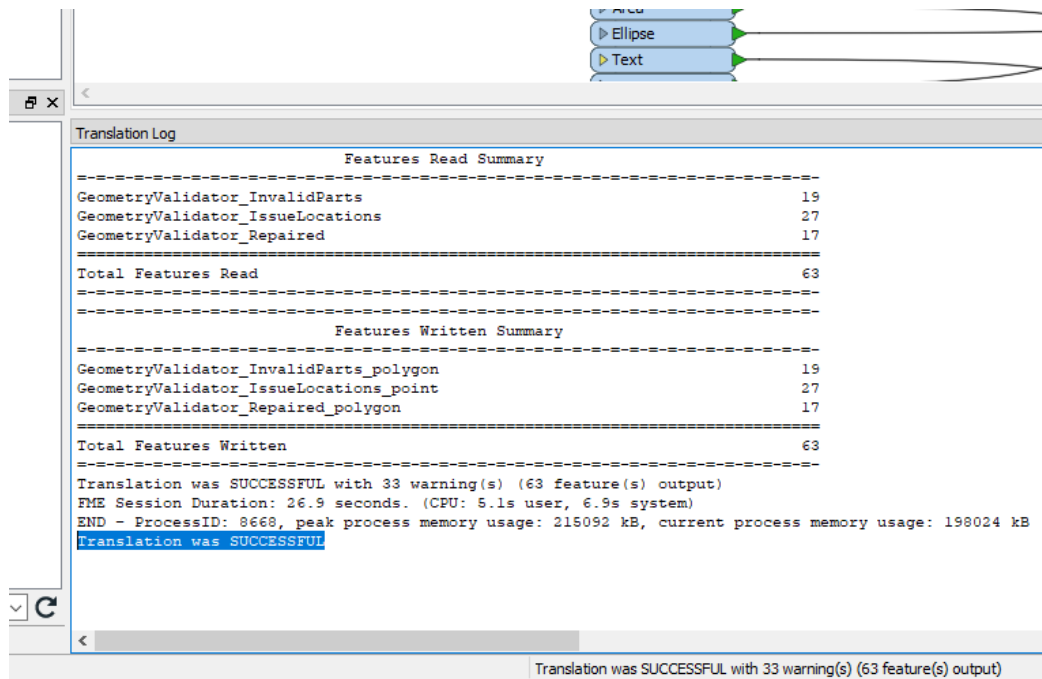 Area
Ellipse
Text
Translation Log
Features Read Summary
=-=-=-=-=-=-=-=-=-=-=-=-=-=-=-=-=-=-=-=-=-=-=-=-=-=-=-=-=-=-=-=-=-=-=-=-=-=-
GeometryValidator_InvalidParts 19
GeometryValidator_IssueLocations 27
GeometryValidator_Repaired 17
==============================================================================
Total Features Read 63
=-=-=-=-=-=-=-=-=-=-=-=-=-=-=-=-=-=-=-=-=-=-=-=-=-=-=-=-=-=-=-=-=-=-=-=-=-=-
=-=-=-=-=-=-=-=-=-=-=-=-=-=-=-=-=-=-=-=-=-=-=-=-=-=-=-=-=-=-=-=-=-=-=-=-=-=-
Features Written Summary
=-=-=-=-=-=-=-=-=-=-=-=-=-=-=-=-=-=-=-=-=-=-=-=-=-=-=-=-=-=-=-=-=-=-=-=-=-=-
GeometryValidator_InvalidParts_polygon 19
GeometryValidator_IssueLocations_point 27
GeometryValidator_Repaired_polygon 17
==============================================================================
Total Features Written 63
=-=-=-=-=-=-=-=-=-=-=-=-=-=-=-=-=-=-=-=-=-=-=-=-=-=-=-=-=-=-=-=-=-=-=-=-=-=-
Translation was SUCCESSFUL with 33 warning(s) (63 feature(s) output)
FME Session Duration: 26.9 seconds. (CPU: 5.1s user, 6.9s system)
END - ProcessID: 8668, peak process memory usage: 215092 kB, current process memory usage: 198024 kB
Translation was SUCCESSFUL
Translation was SUCCESSFUL with 33 warning(s) (63 feature(s) output)